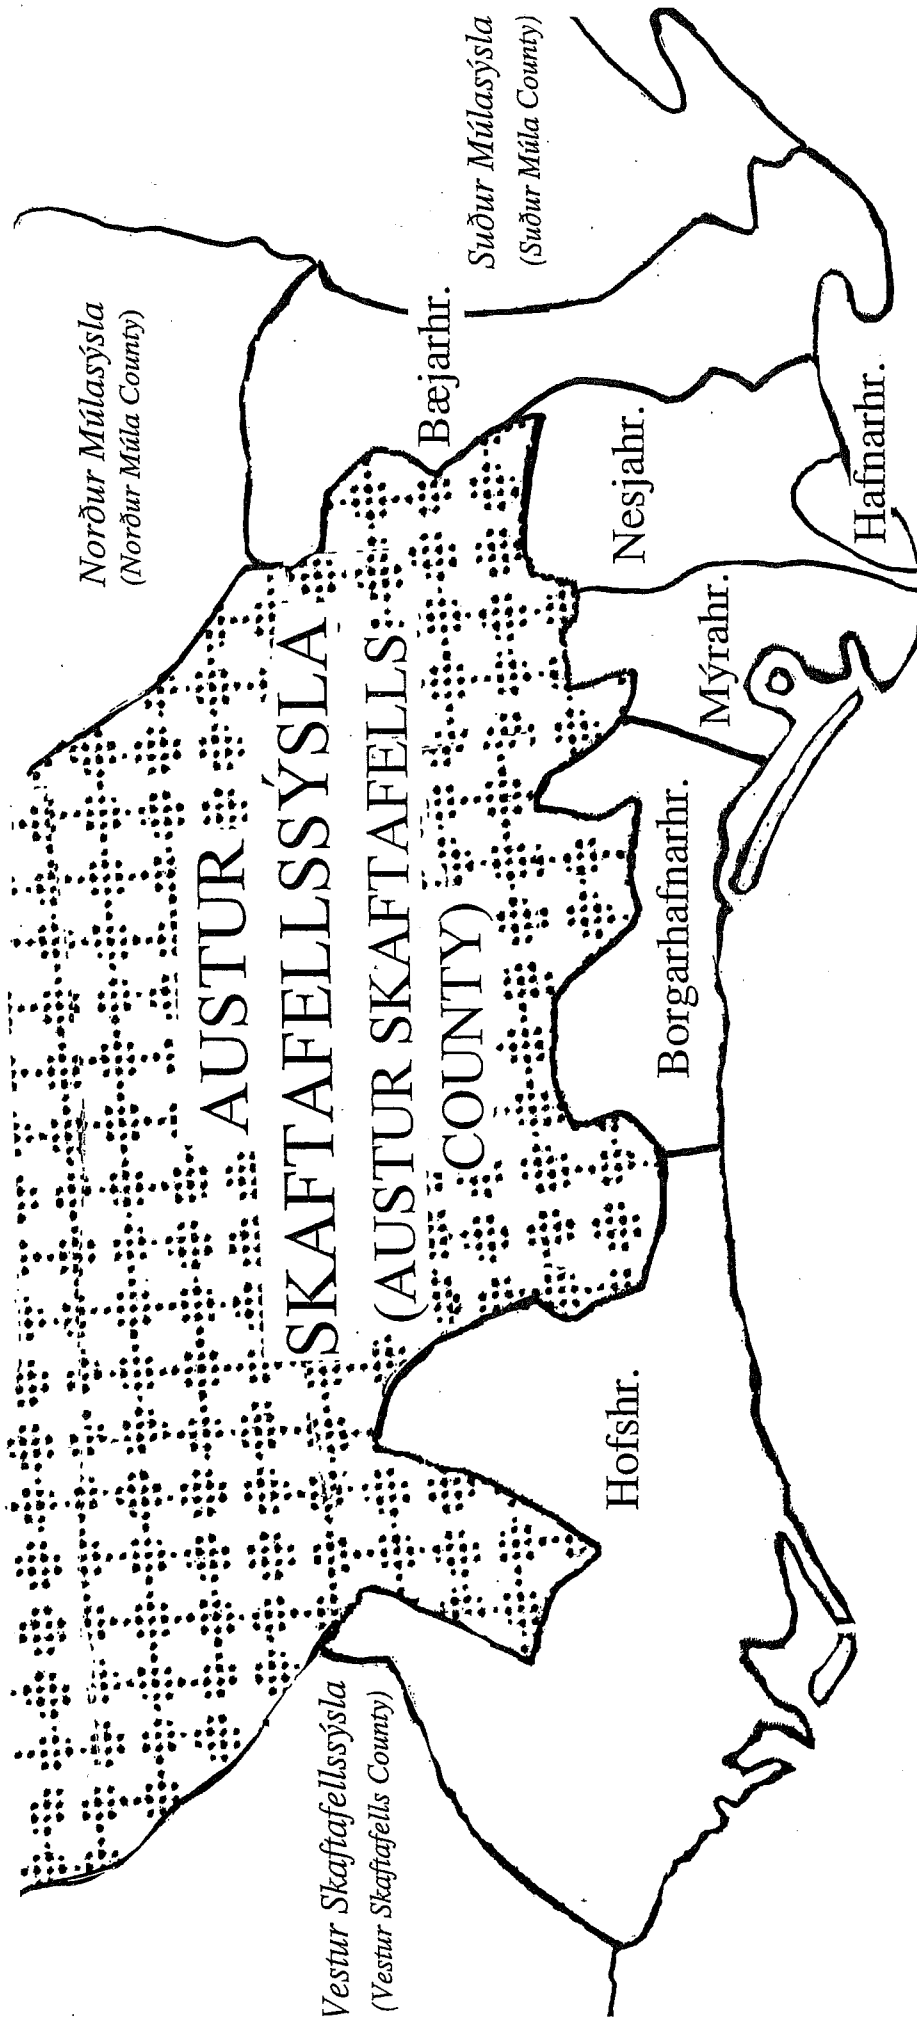 Norður Múlasýsla
(Norður Múla County)
Suður Múlasýsla
(Suður Múla County)
Vestur Skaftafellssýsla
(Vestur Skaftafells County)
AUSTUR
SKAFTAFELLSSÝSLA
(AUSTUR SKAFTAFELLS
COUNTY)
Bæjarhr.
Nesjahr.
Hafnarhr.
Mýrahr.
Borgarhafnarhr.
Hofshr.